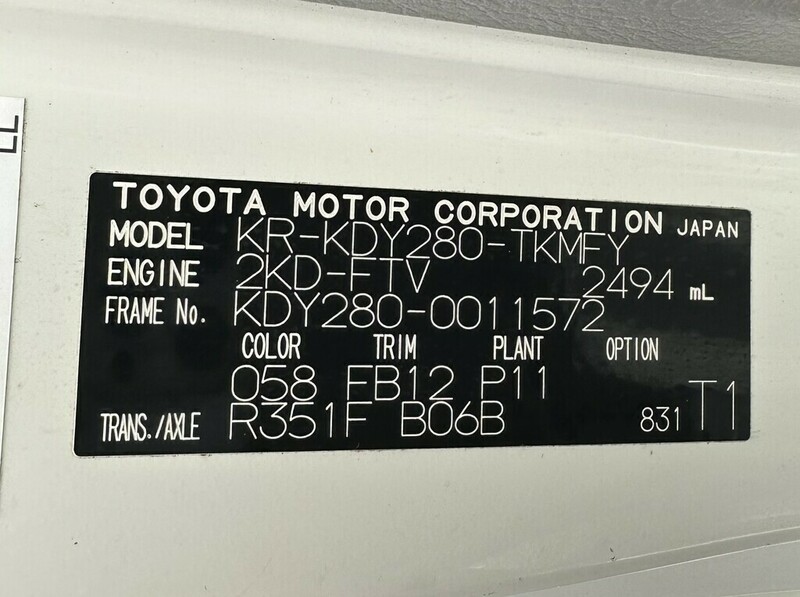 TOYOTA MOTOR CORPORATION JAPAN
MODEL KR-KDY280-TKMFY
ENGINE 2KD-FTV 2494 mL
FRAME No. KDY280-0011572
COLOR TRIM PLANT OPTION
058 FB12 P11
TRANS./AXLE R351F B06B 831 T1